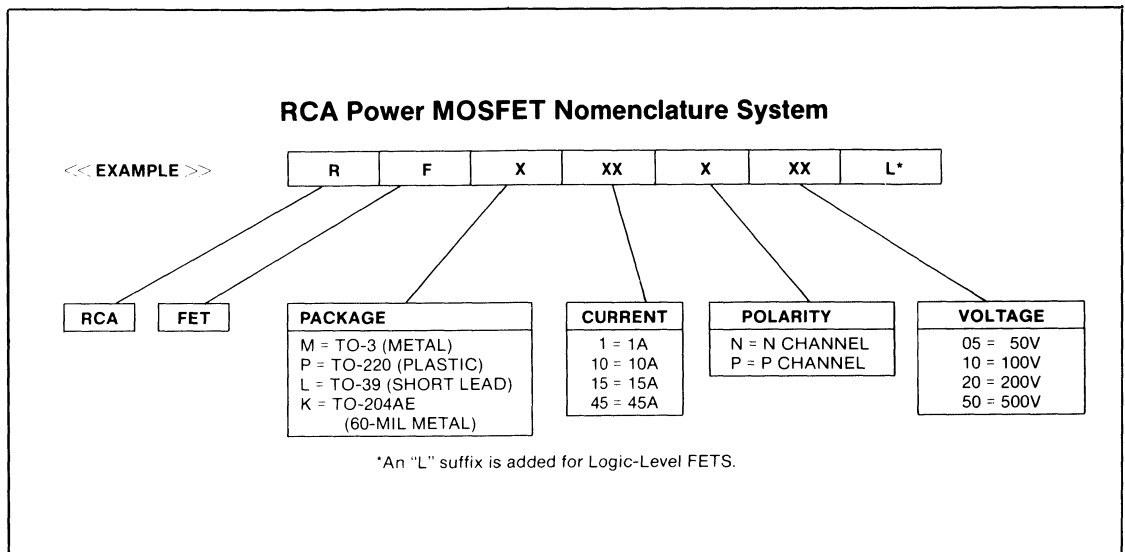 RCA Power MOSFET Nomenclature System
<< EXAMPLE >>
R F X XX X XX L*
RCA
FET
PACKAGE
M = TO-3 (METAL)
P = TO-220 (PLASTIC)
L = TO-39 (SHORT LEAD)
K = TO-204AE
(60-MIL METAL)
CURRENT
1 = 1A
10 = 10A
15 = 15A
45 = 45A
POLARITY
N = N CHANNEL
P = P CHANNEL
VOLTAGE
05 = 50V
10 = 100V
20 = 200V
50 = 500V
*An "L" suffix is added for Logic-Level FETS.